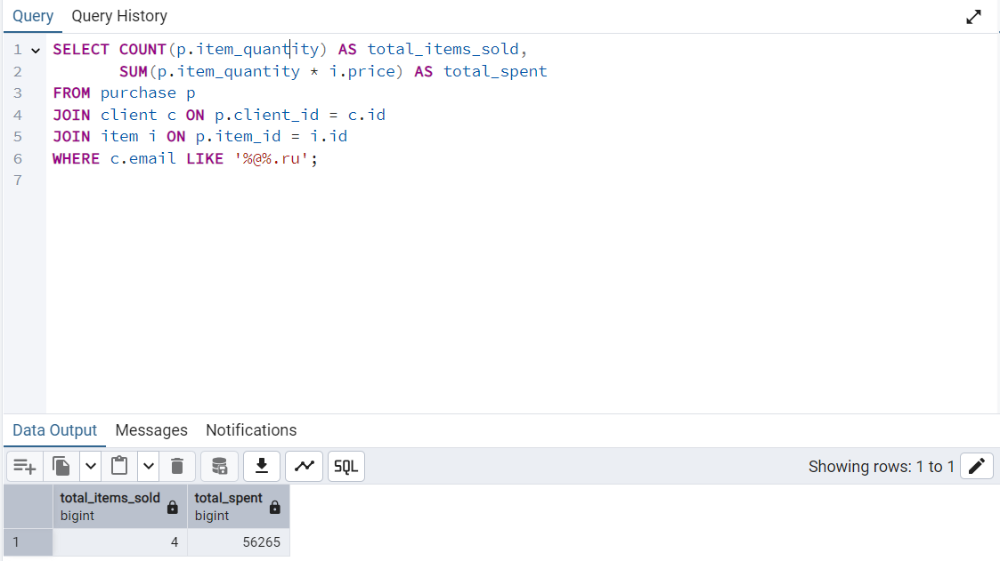 Query Query History
1 SELECT COUNT(p.item_quantity) AS total_items_sold,
2 SUM(p.item_quantity * i.price) AS total_spent
3 FROM purchase p
4 JOIN client c ON p.client_id = c.id
5 JOIN item i ON p.item_id = i.id
6 WHERE c.email LIKE '%@%.ru';
7
Data Output Messages Notifications
SQL Showing rows: 1 to 1
total_items_sold total_spent
bigint bigint
1 4 56265